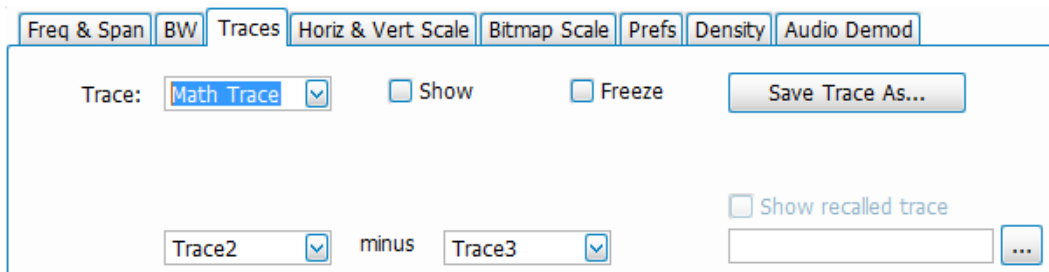 Freq & Span BW Traces Horiz & Vert Scale Bitmap Scale Prefs Density Audio Demod
Trace: Math Trace Show Freeze Save Trace As...
Show recalled trace
Trace2 minus Trace3 ...